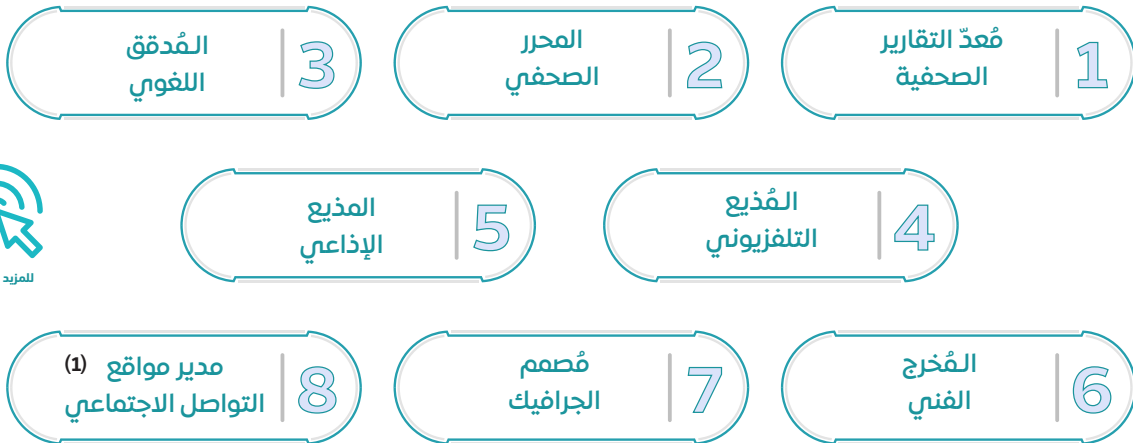 1
مُعدّ التقارير
الصحفية
2
المحرر
الصحفي
3
المُدقق
اللغوي
4
المُذيع
التلفزيوني
5
المذيع
الإذاعي
للمزيد
6
المُخرج
الفني
7
مُصمم
الجرافيك
8
مدير مواقع (1)
التواصل الاجتماعي